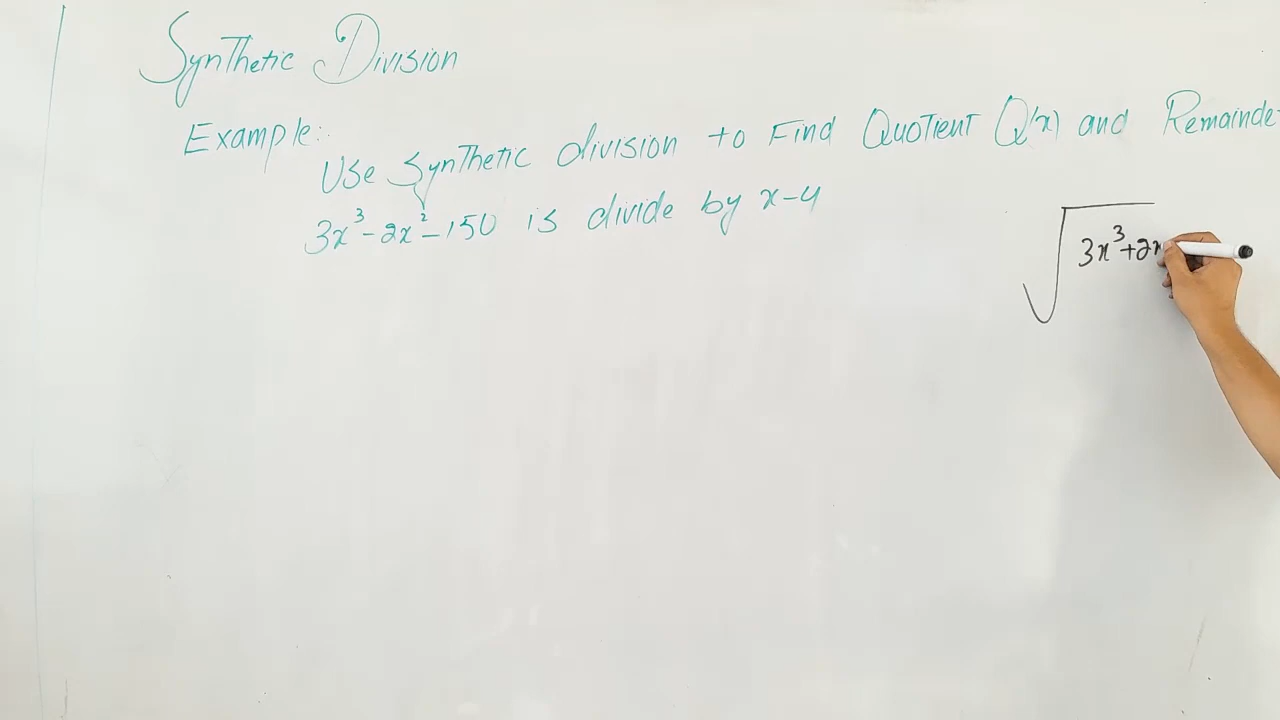 Synthetic Division
Example:
Use Synthetic division to Find Quotient Q(x) and Remainde
3x³-2x²-150 is divide by x-4
3x³+2x